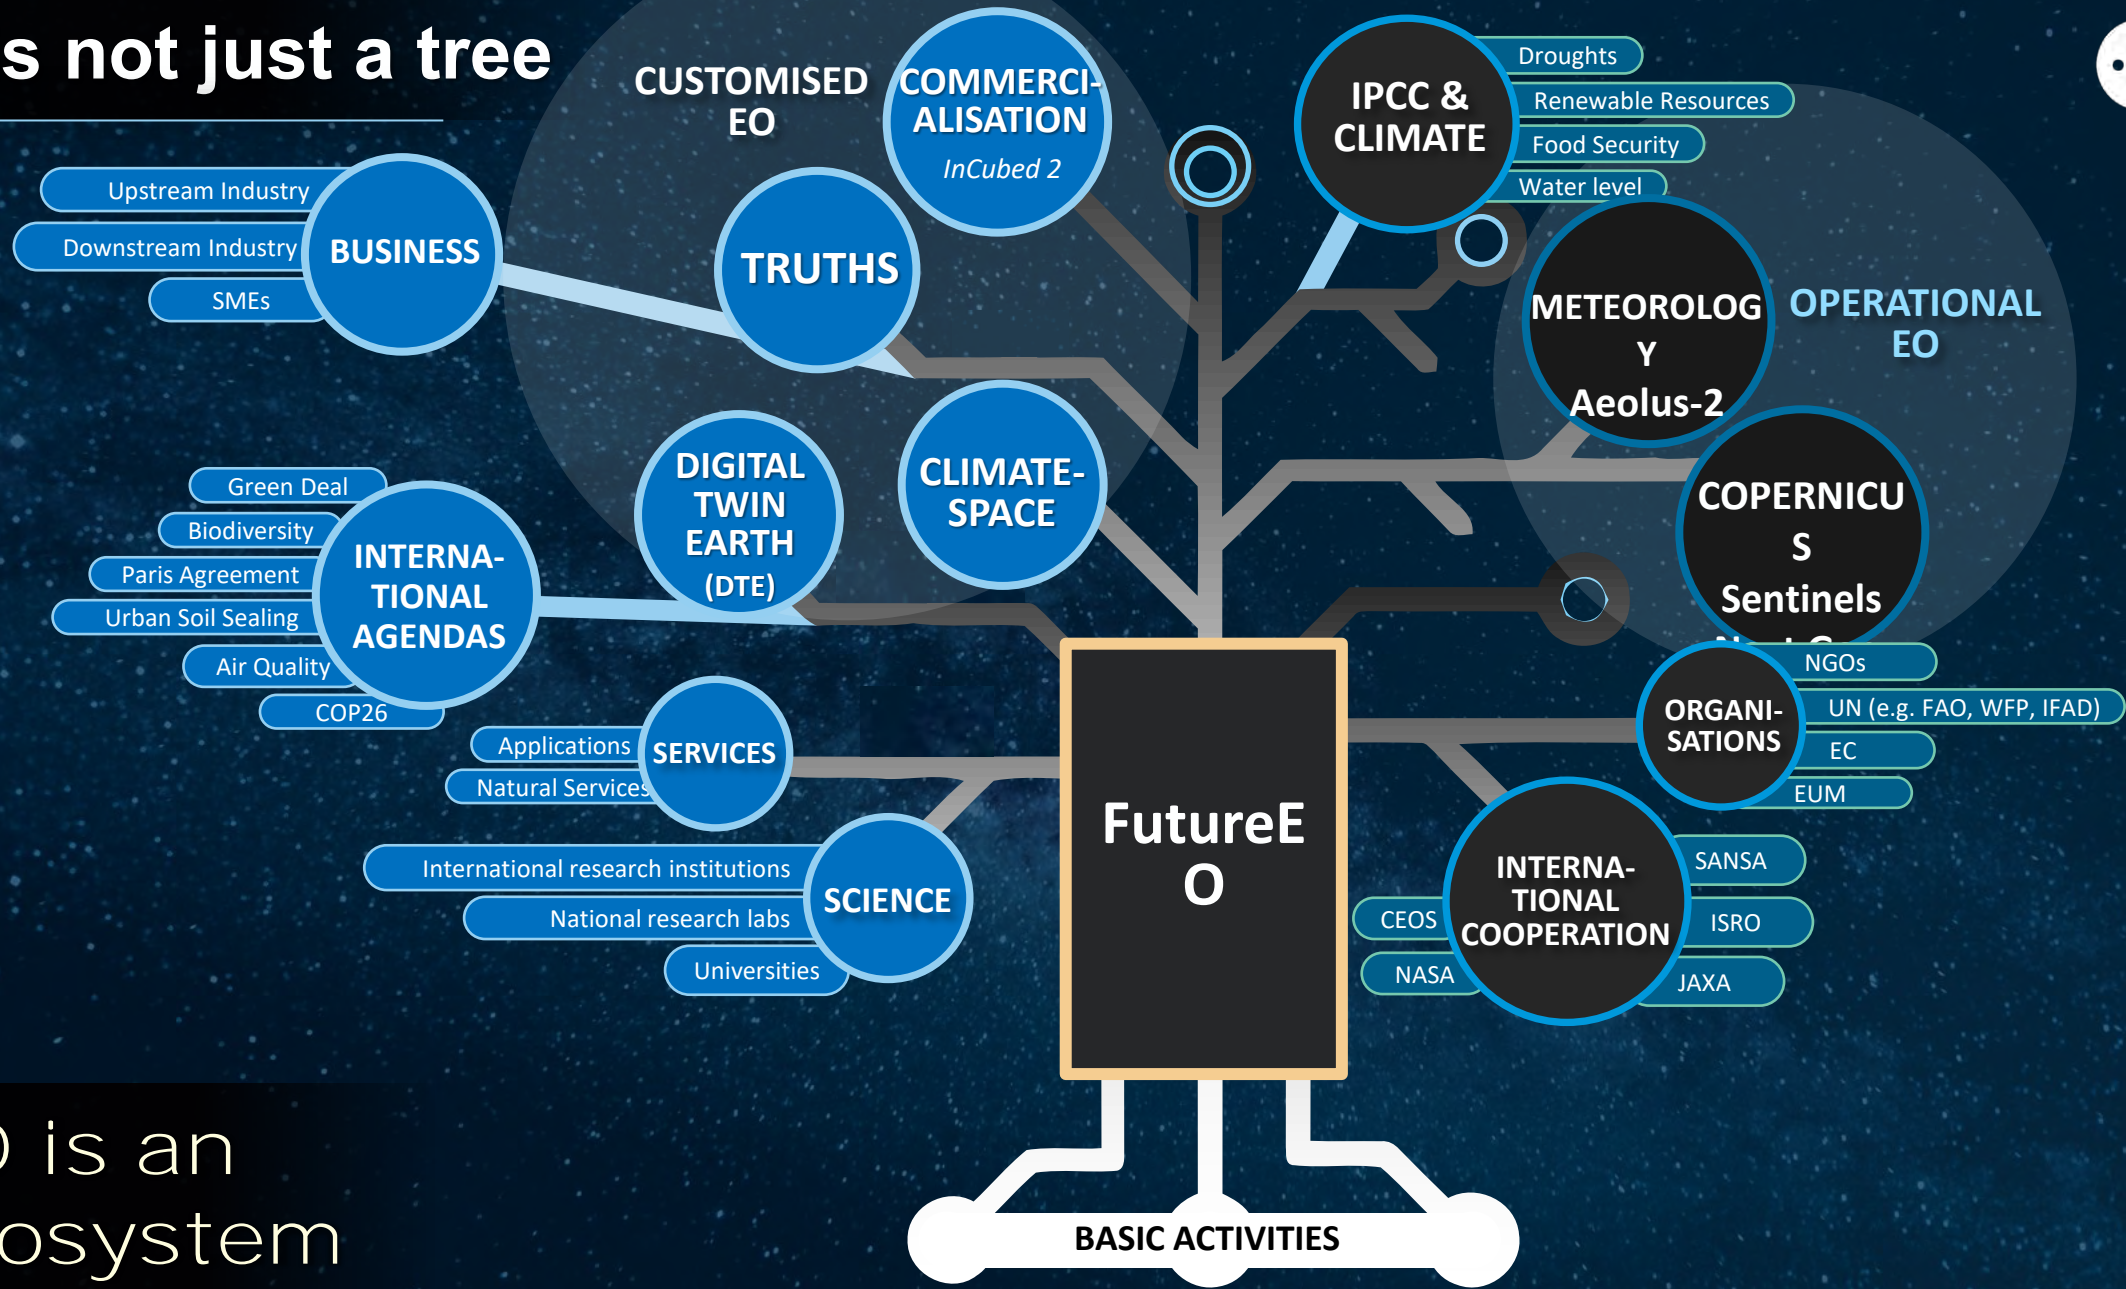 s not just a tree
CUSTOMISED
EO
COMMERCI-
ALISATION
InCubed 2
TRUTHS
DIGITAL
TWIN
EARTH
(DTE)
CLIMATE-
SPACE
Upstream Industry
Downstream Industry
SMEs
BUSINESS
Green Deal
Biodiversity
Paris Agreement
Urban Soil Sealing
Air Quality
COP26
INTERNA-
TIONAL
AGENDAS
Applications
Natural Services
SERVICES
International research institutions
National research labs
Universities
SCIENCE
IPCC &
CLIMATE
Droughts
Renewable Resources
Food Security
Water level
METEOROLOG
Y
Aeolus-2
OPERATIONAL
EO
COPERNICU
S
Sentinels
ORGANI-
SATIONS
NGOs
UN (e.g. FAO, WFP, IFAD)
EC
EUM
INTERNA-
TIONAL
COOPERATION
CEOS
NASA
SANSA
ISRO
JAXA
FutureE
O
BASIC ACTIVITIES
is an
osystem